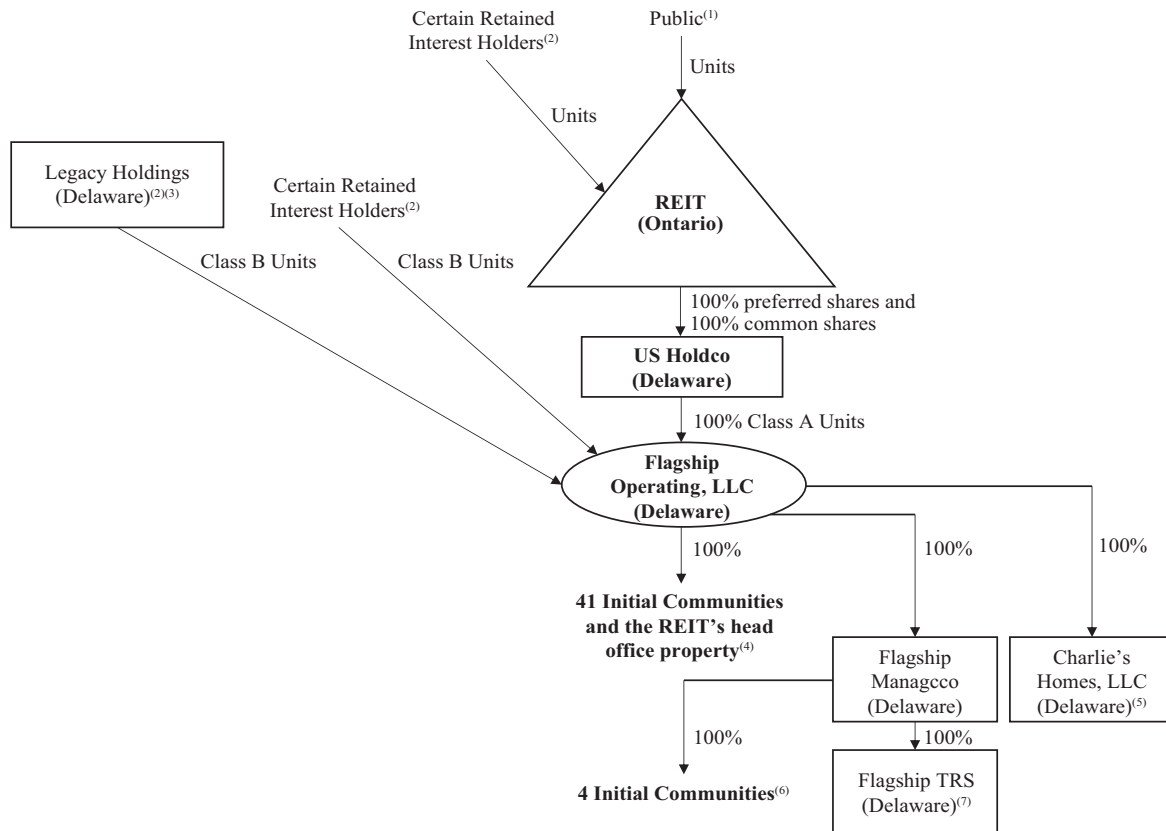 Certain Retained
Interest Holders(2)
Public(1)
Units
Units
Legacy Holdings
(Delaware)(2)(3)
Certain Retained
Interest Holders(2)
REIT
(Ontario)
Class B Units
Class B Units
100% preferred shares and
100% common shares
US Holdco
(Delaware)
100% Class A Units
Flagship
Operating, LLC
(Delaware)
100%
100%
100%
41 Initial Communities
and the REIT’s head
office property(4)
Flagship
Managcco
(Delaware)
Charlie’s
Homes, LLC
(Delaware)(5)
100%
100%
4 Initial Communities(6)
Flagship TRS
(Delaware)(7)